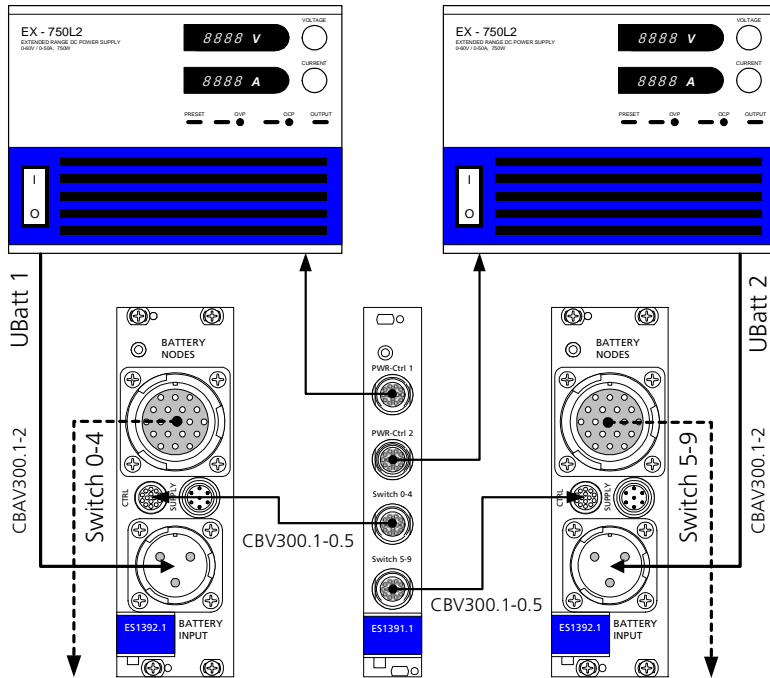 EX - 750L2
EXTENDED RANGE DC POWER SUPPLY
0-60V / 0-50A, 750W
8888 V
VOLTAGE
8888 A
CURRENT
PRESET OVP OCP OUTPUT
I
O
EX - 750L2
EXTENDED RANGE DC POWER SUPPLY
0-60V / 0-50A, 750W
8888 V
VOLTAGE
8888 A
CURRENT
PRESET OVP OCP OUTPUT
I
O
UBatt 1
CBAV300.1-2
Switch 0-4
BATTERY
NODES
CTRL
SUPPLY
ES1392.1
BATTERY
INPUT
CBV300.1-0.5
PWR-Ctrl 1
PWR-Ctrl 2
Switch 0-4
Switch 5-9
ES1391.1
CBV300.1-0.5
BATTERY
NODES
CTRL
SUPPLY
ES1392.1
BATTERY
INPUT
Switch 5-9
CBAV300.1-2
UBatt 2